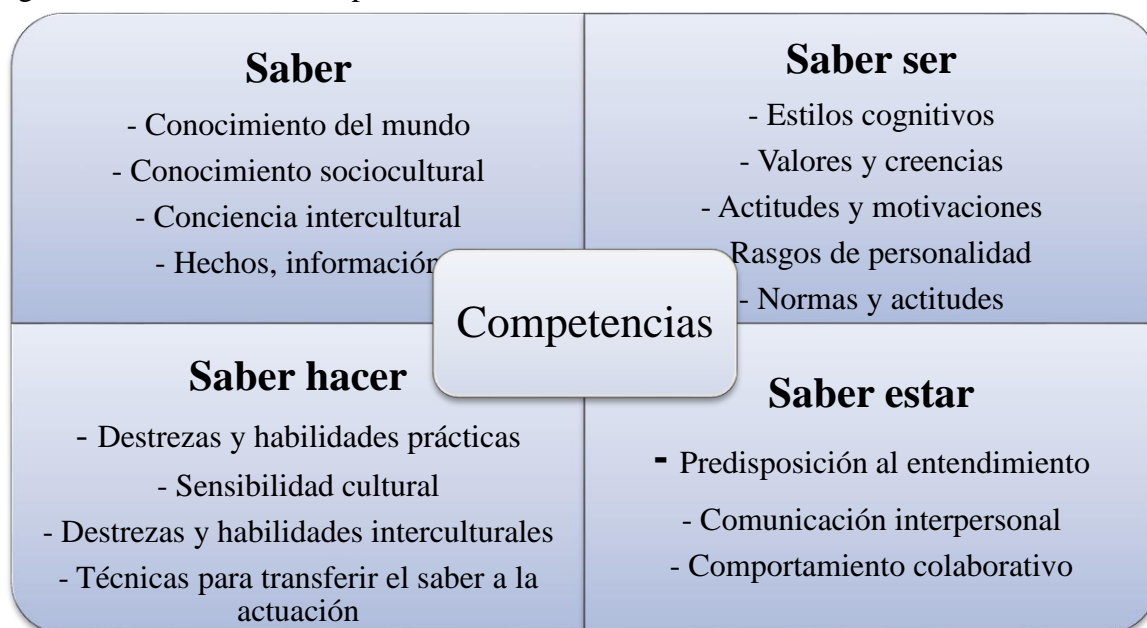 Saber
- Conocimiento del mundo
- Conocimiento sociocultural
- Conciencia intercultural
- Hechos, información
Saber ser
- Estilos cognitivos
- Valores y creencias
- Actitudes y motivaciones
Rasgos de personalidad
- Normas y actitudes
Competencias
Saber hacer
- Destrezas y habilidades prácticas
- Sensibilidad cultural
- Destrezas y habilidades interculturales
- Técnicas para transferir el saber a la
actuación
Saber estar
- Predisposición al entendimiento
- Comunicación interpersonal
- Comportamiento colaborativo